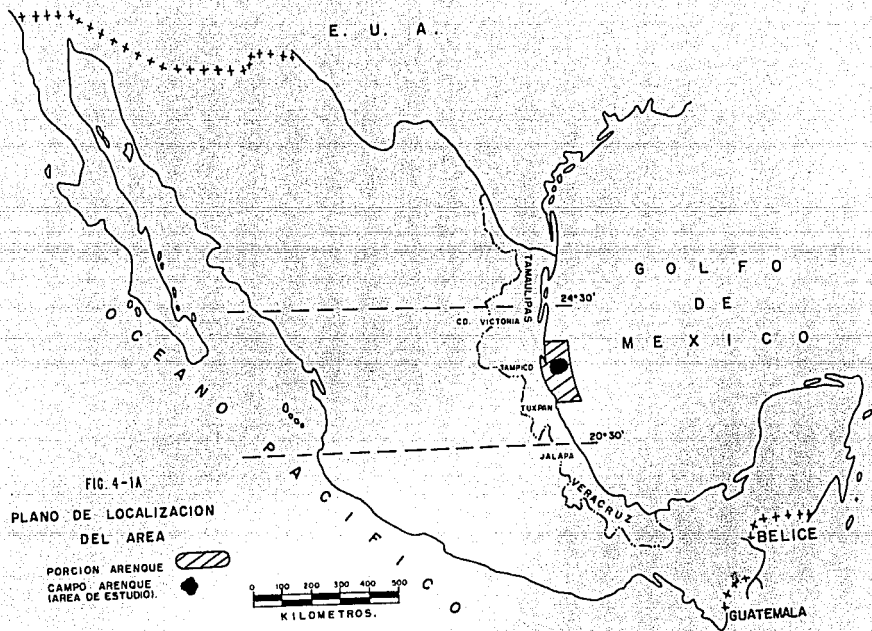 E. U. A.
GOLFO
DE
MEXICO
TAMAULIPAS
24°30'
CD. VICTORIA
TAMPICO
TUXPAN
20°30'
JALAPA
VERACRUZ
OCEANO PACIFICO
BELICE
GUATEMALA
FIG. 4-1A
PLANO DE LOCALIZACION
DEL AREA
PORCION ARENQUE
CAMPO ARENQUE
(AREA DE ESTUDIO).
0 100 200 300 400 500
KILOMETROS.